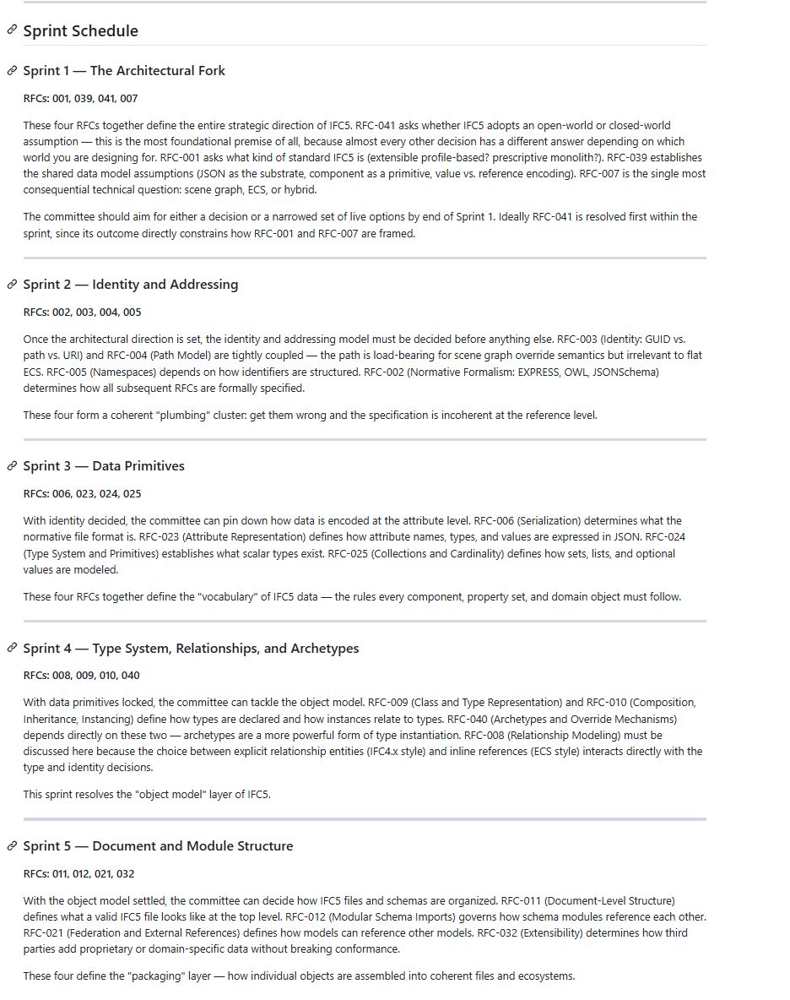 Sprint Schedule
Sprint 1 — The Architectural Fork
RFCs: 001, 039, 041, 007
These four RFCs together define the entire strategic direction of IFC5. RFC-041 asks whether IFC5 adopts an open-world or closed-world
assumption — this is the most foundational premise of all, because almost every other decision has a different answer depending on which
world you are designing for. RFC-001 asks what kind of standard IFC5 is (extensible profile-based? prescriptive monolith?). RFC-039 establishes
the shared data model assumptions (JSON as the substrate, component as a primitive, value vs. reference encoding). RFC-007 is the single most
consequential technical question: scene graph, ECS, or hybrid.
The committee should aim for either a decision or a narrowed set of live options by end of Sprint 1. Ideally RFC-041 is resolved first within the
sprint, since its outcome directly constrains how RFC-001 and RFC-007 are framed.
Sprint 2 — Identity and Addressing
RFCs: 002, 003, 004, 005
Once the architectural direction is set, the identity and addressing model must be decided before anything else. RFC-003 (Identity: GUID vs.
path vs. URI) and RFC-004 (Path Model) are tightly coupled — the path is load-bearing for scene graph override semantics but irrelevant to flat
ECS. RFC-005 (Namespaces) depends on how identifiers are structured. RFC-002 (Normative Formalism: EXPRESS, OWL, JSONSchema)
determines how all subsequent RFCs are formally specified.
These four form a coherent "plumbing" cluster: get them wrong and the specification is incoherent at the reference level.
Sprint 3 — Data Primitives
RFCs: 006, 023, 024, 025
With identity decided, the committee can pin down how data is encoded at the attribute level. RFC-006 (Serialization) determines what the
normative file format is. RFC-023 (Attribute Representation) defines how attribute names, types, and values are expressed in JSON. RFC-024
(Type System and Primitives) establishes what scalar types exist. RFC-025 (Collections and Cardinality) defines how sets, lists, and optional
values are modeled.
These four RFCs together define the "vocabulary" of IFC5 data — the rules every component, property set, and domain object must follow.
Sprint 4 — Type System, Relationships, and Archetypes
RFCs: 008, 009, 010, 040
With data primitives locked, the committee can tackle the object model. RFC-009 (Class and Type Representation) and RFC-010 (Composition,
Inheritance, Instancing) define how types are declared and how instances relate to types. RFC-040 (Archetypes and Override Mechanisms)
depends directly on these two — archetypes are a more powerful form of type instantiation. RFC-008 (Relationship Modeling) must be
discussed here because the choice between explicit relationship entities (IFC4.x style) and inline references (ECS style) interacts directly with the
type and identity decisions.
This sprint resolves the "object model" layer of IFC5.
Sprint 5 — Document and Module Structure
RFCs: 011, 012, 021, 032
With the object model settled, the committee can decide how IFC5 files and schemas are organized. RFC-011 (Document-Level Structure)
defines what a valid IFC5 file looks like at the top level. RFC-012 (Modular Schema Imports) governs how schema modules reference each other.
RFC-021 (Federation and External References) defines how models can reference other models. RFC-032 (Extensibility) determines how third
parties add proprietary or domain-specific data without breaking conformance.
These four define the "packaging" layer — how individual objects are assembled into coherent files and ecosystems.